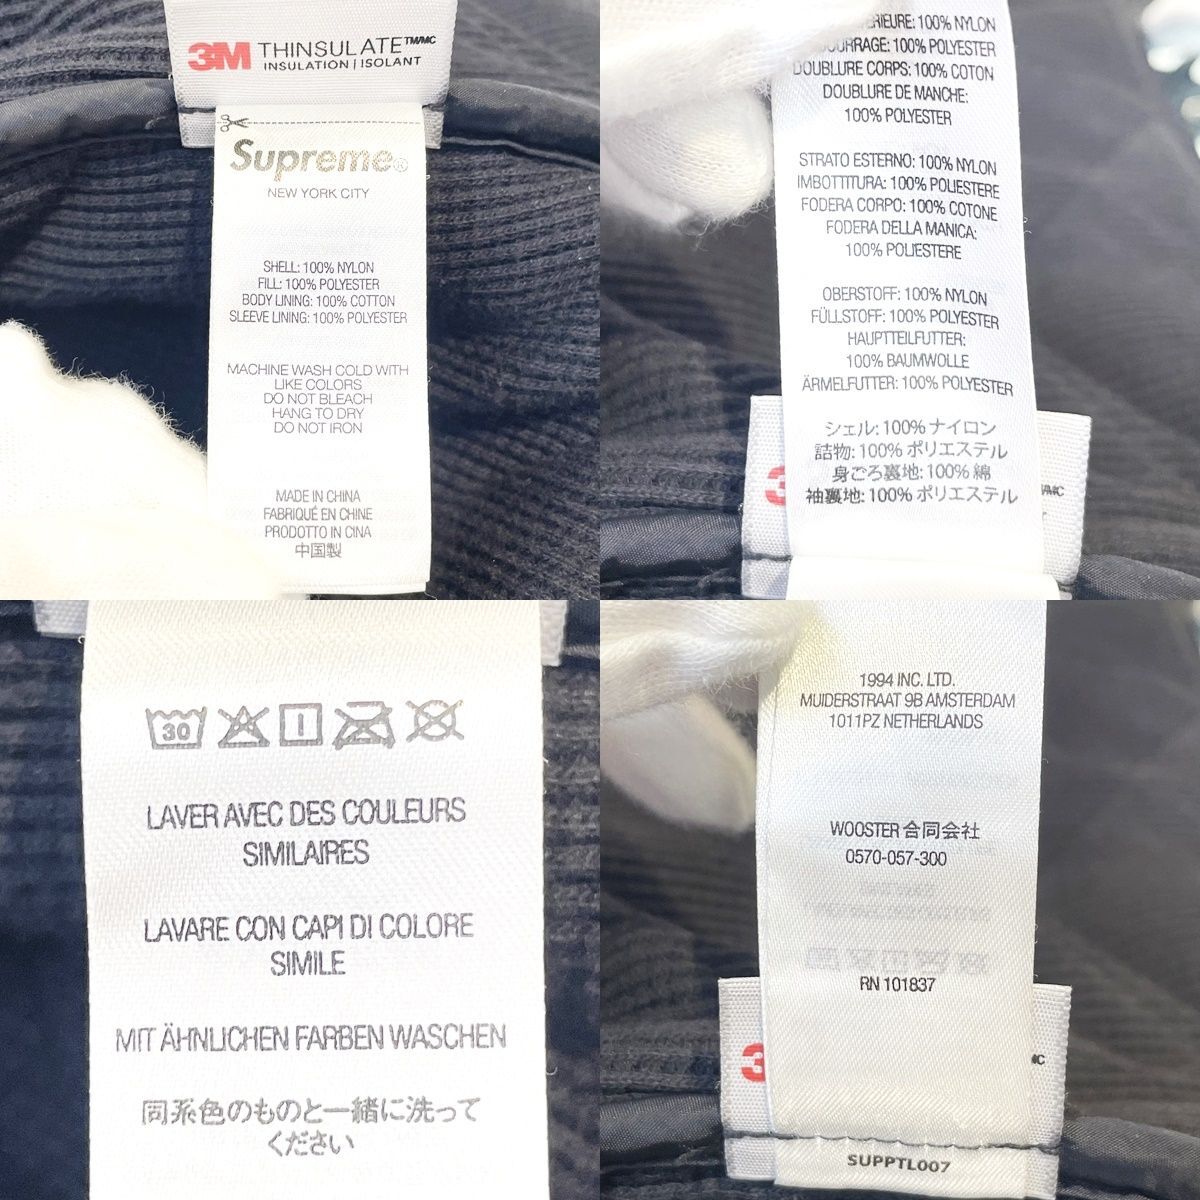 3M THINSULATE™/MC
INSULATION | ISOLANT
Supreme®
NEW YORK CITY
SHELL: 100% NYLON
FILL: 100% POLYESTER
BODY LINING: 100% COTTON
SLEEVE LINING: 100% POLYESTER
MACHINE WASH COLD WITH
LIKE COLORS
DO NOT BLEACH
HANG TO DRY
DO NOT IRON
MADE IN CHINA
FABRIQUÉ EN CHINE
PRODOTTO IN CINA
中国製
100% NYLON
100% POLYESTER
DOUBLURE CORPS: 100% COTON
DOUBLURE DE MANCHE:
100% POLYESTER
STRATO ESTERNO: 100% NYLON
IMBOTTITURA: 100% POLIESTERE
FODERA CORPO: 100% COTONE
FODERA DELLA MANICA:
100% POLIESTERE
OBERSTOFF: 100% NYLON
FÜLLSTOFF: 100% POLYESTER
HAUPTTEILFUTTER:
100% BAUMWOLLE
ÄRMELFUTTER: 100% POLYESTER
シェル: 100% ナイロン
詰物: 100% ポリエステル
身ごろ裏地: 100% 綿
袖裏地: 100% ポリエステル
30
LAVER AVEC DES COULEURS
SIMILAIRES
LAVARE CON CAPI DI COLORE
SIMILE
MIT ÄHNLICHEN FARBEN WASCHEN
同系色のものと一緒に洗って
ください
1994 INC. LTD.
MUIDERSTRAAT 9B AMSTERDAM
1011PZ NETHERLANDS
WOOSTER 合同会社
0570-057-300
RN 101837
SUPPTL007